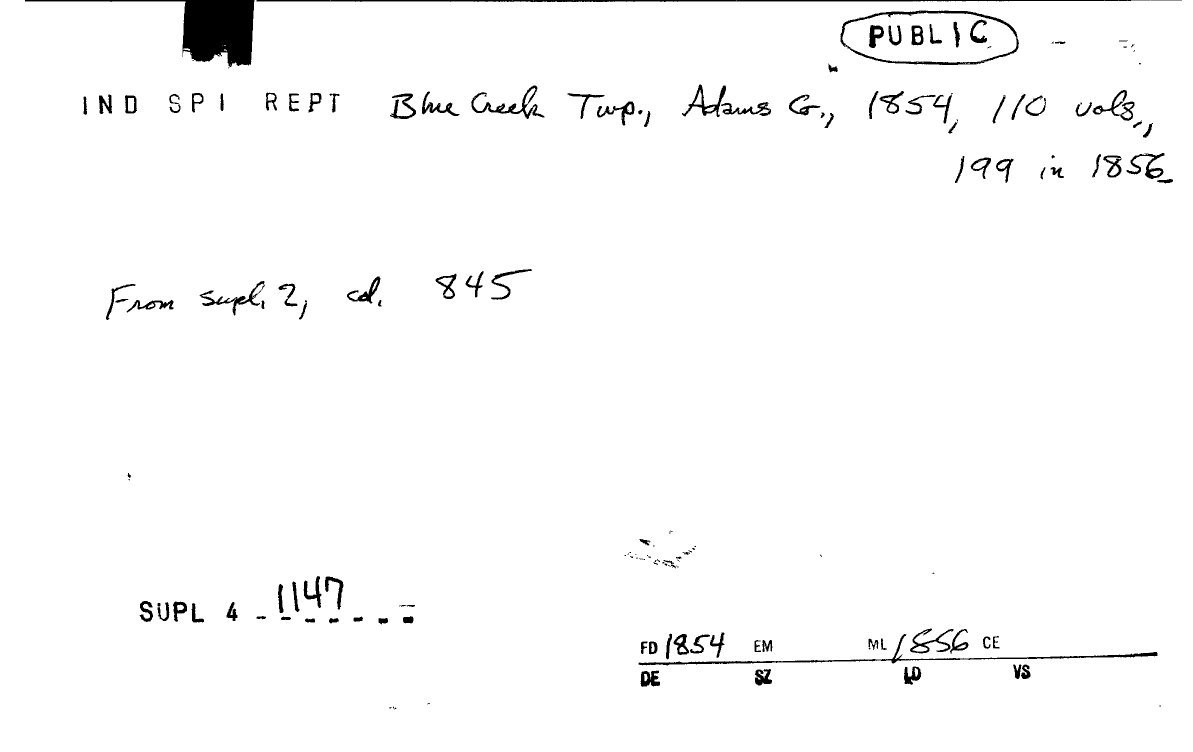 PUBLIC
IND SPI REPT Blue Creek Twp., Adams Co., 1854, 110 vols.,
199 in 1856
From supl. 2, col. 845
SUPL 4 - 1147
FD 1854 EM ML 1856 CE
DE SZ LD VS